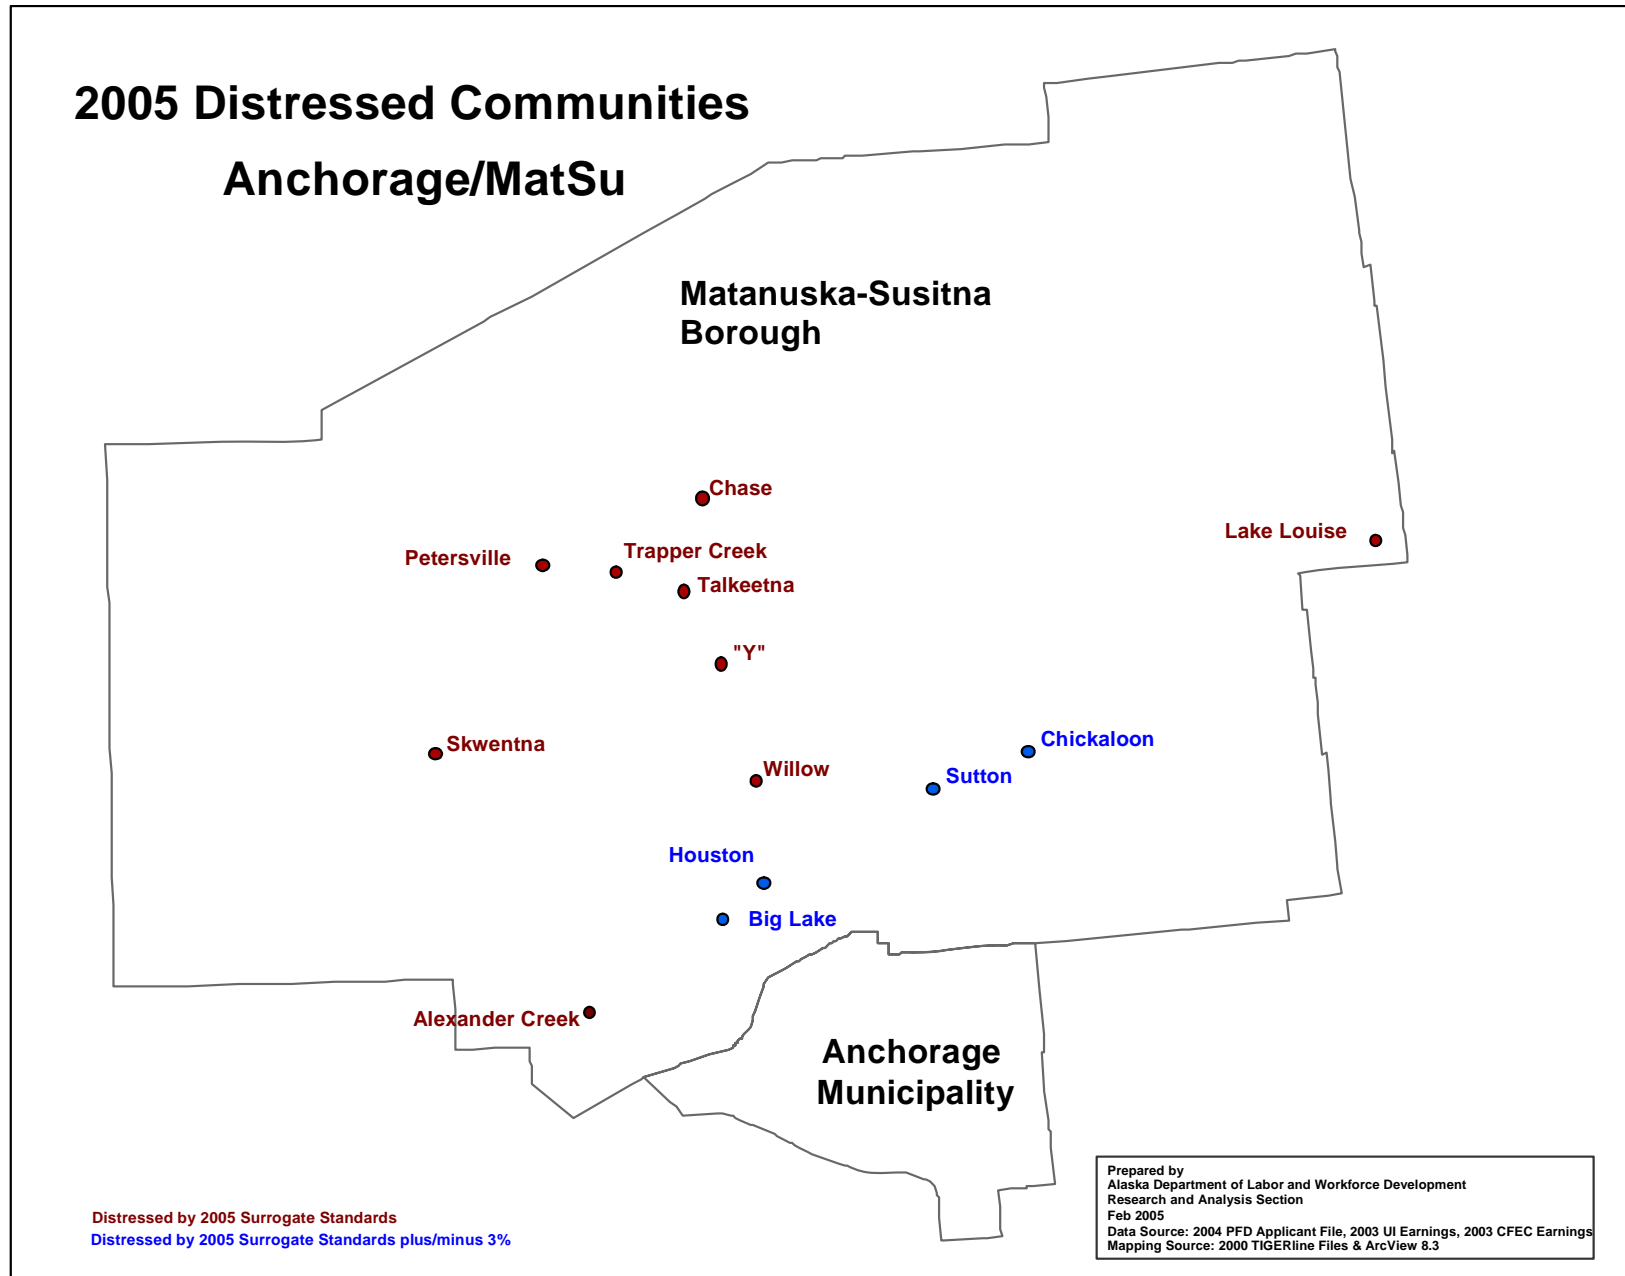 2005 Distressed Communities
Anchorage/MatSu
Matanuska-Susitna
Borough
Chase
Lake Louise
Petersville
Trapper Creek
Talkeetna
"Y"
Skwentna
Chickaloon
Willow
Sutton
Houston
Big Lake
Alexander Creek
Anchorage
Municipality
Prepared by
Alaska Department of Labor and Workforce Development
Research and Analysis Section
Feb 2005
Data Source: 2004 PFD Applicant File, 2003 UI Earnings, 2003 CFEC Earnings
Mapping Source: 2000 TIGERline Files & ArcView 8.3
Distressed by 2005 Surrogate Standards
Distressed by 2005 Surrogate Standards plus/minus 3%